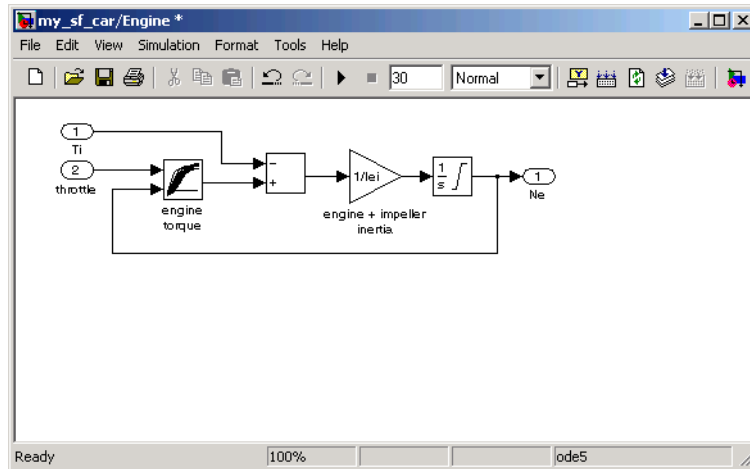 my_sf_car/Engine *
File Edit View Simulation Format Tools Help
30 Normal
1
Ti
2
throttle
engine
torque
−
+
1/Iei
engine + impeller
inertia
1
s
1
Ne
Ready 100% ode5